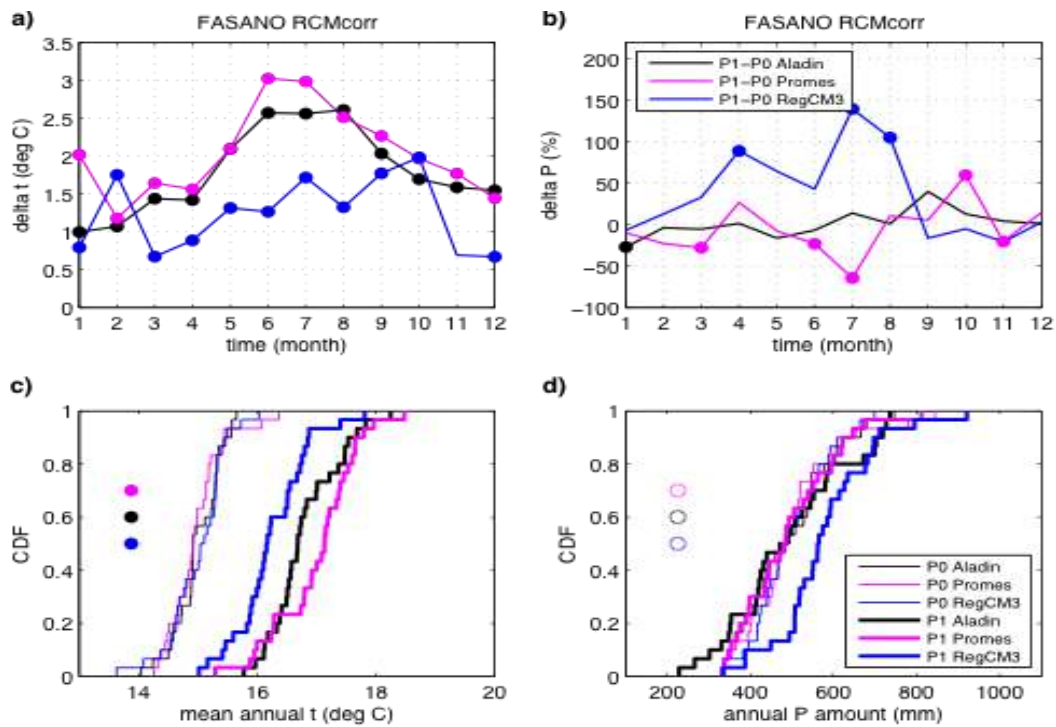 a)
FASANO RCMcorr
3.5
3
2.5
2
1.5
1
0.5
0
delta t (deg C)
1 2 3 4 5 6 7 8 9 10 11 12
time (month)
b)
FASANO RCMcorr
P1−P0 Aladin
P1−P0 Promes
P1−P0 RegCM3
200
150
100
50
0
−50
−100
delta P (%)
1 2 3 4 5 6 7 8 9 10 11 12
time (month)
c)
1
0.8
0.6
0.4
0.2
0
CDF
14 16 18 20
mean annual t (deg C)
d)
1
0.8
0.6
0.4
0.2
0
CDF
P0 Aladin
P0 Promes
P0 RegCM3
P1 Aladin
P1 Promes
P1 RegCM3
200 400 600 800 1000
annual P amount (mm)